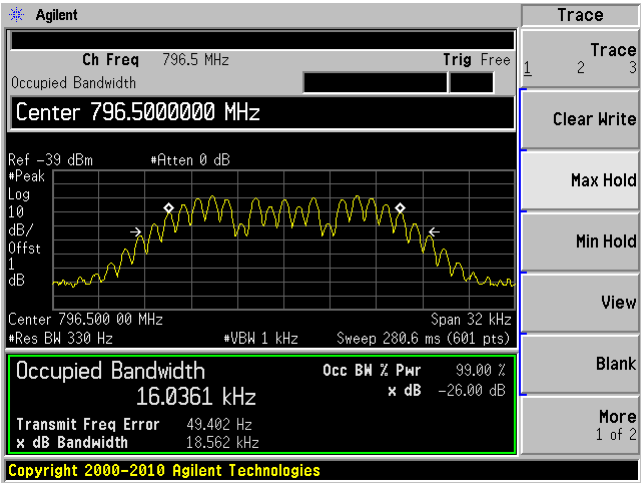 Agilent
Trace
Ch Freq 796.5 MHz Trig Free
Occupied Bandwidth
Trace
1 2 3
Center 796.5000000 MHz
Clear Write
Ref -39 dBm #Atten 0 dB
#Peak
Log
10
dB/
Offst
1
dB
Max Hold
Min Hold
View
Center 796.500 00 MHz Span 32 kHz
#Res BW 330 Hz #VBW 1 kHz Sweep 280.6 ms (601 pts)
Occupied Bandwidth Occ BW % Pwr 99.00 %
16.0361 kHz x dB -26.00 dB
Blank
Transmit Freq Error 49.402 Hz
x dB Bandwidth 18.562 kHz
More
1 of 2
Copyright 2000-2010 Agilent Technologies